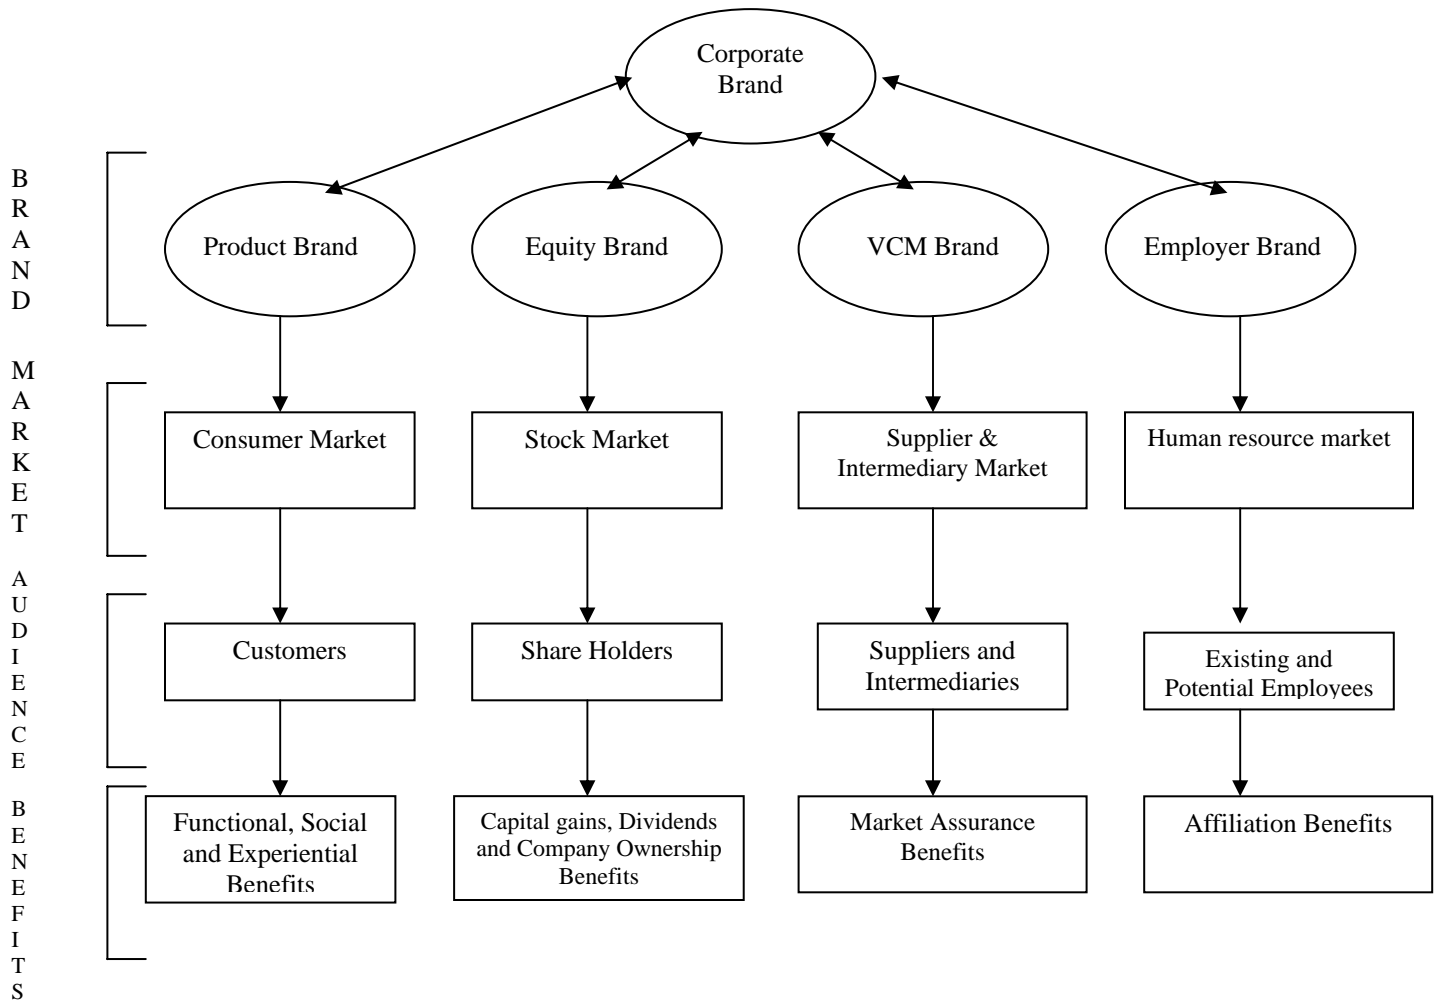 Corporate
Brand
B
R
A
N
D
Product Brand
Equity Brand
VCM Brand
Employer Brand
M
A
R
K
E
T
Consumer Market
Stock Market
Supplier &
Intermediary Market
Human resource market
A
U
D
I
E
N
C
E
Customers
Share Holders
Suppliers and
Intermediaries
Existing and
Potential Employees
B
E
N
E
F
I
T
S
Functional, Social
and Experiential
Benefits
Capital gains, Dividends
and Company Ownership
Benefits
Market Assurance
Benefits
Affiliation Benefits